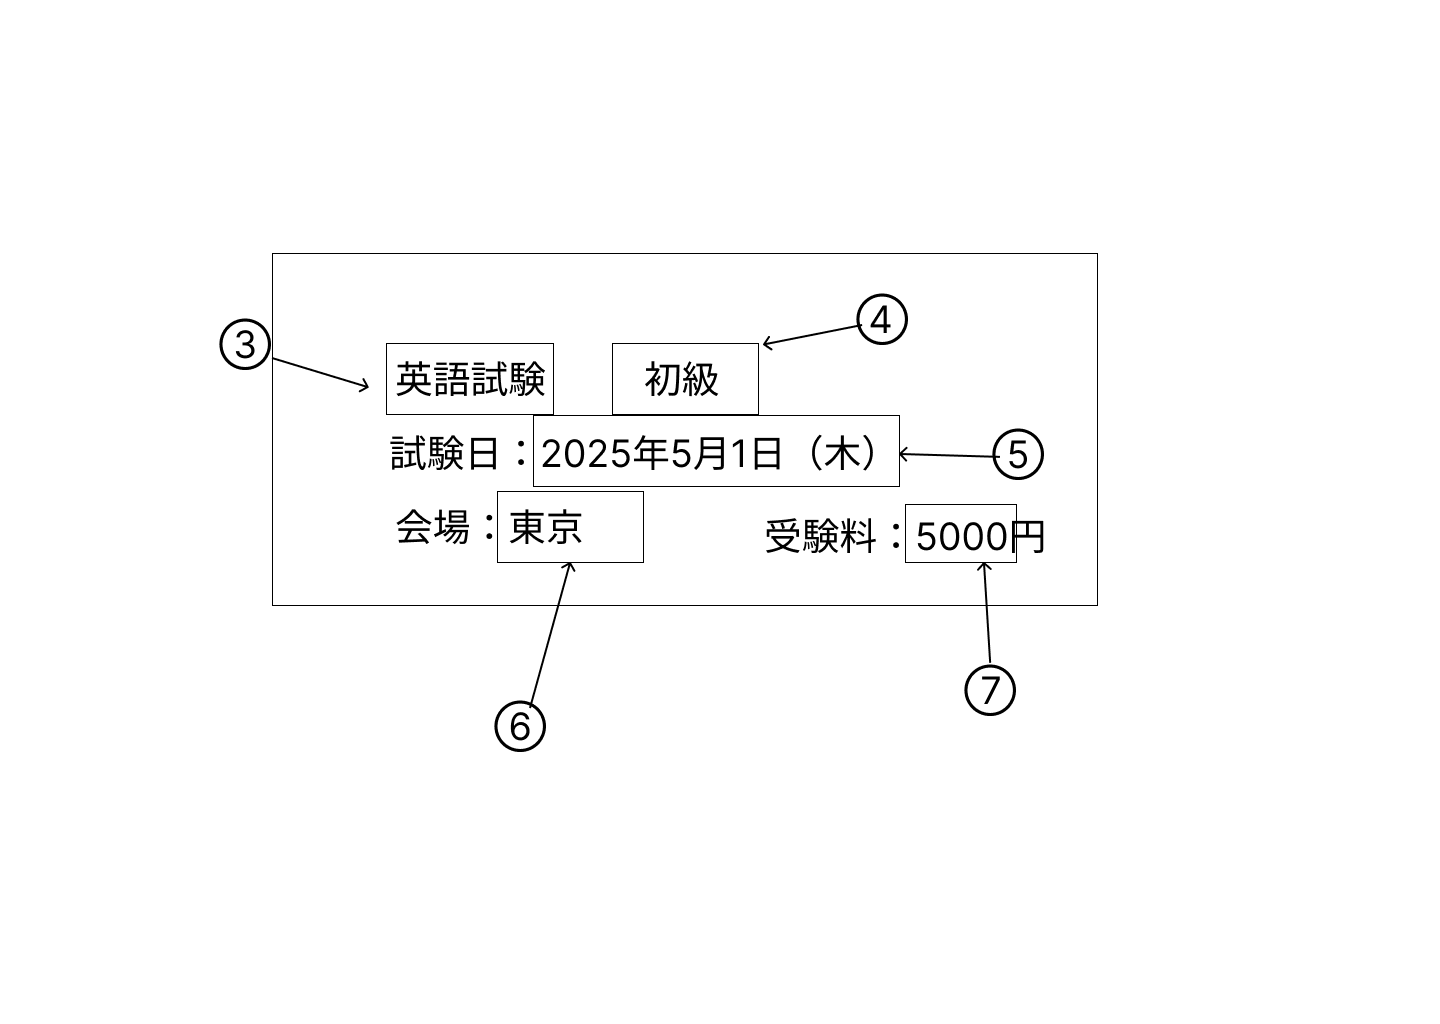 ④
③
英語試験 初級
試験日：2025年5月1日（木） ⑤
会場：東京 受験料：5000円
⑦
⑥